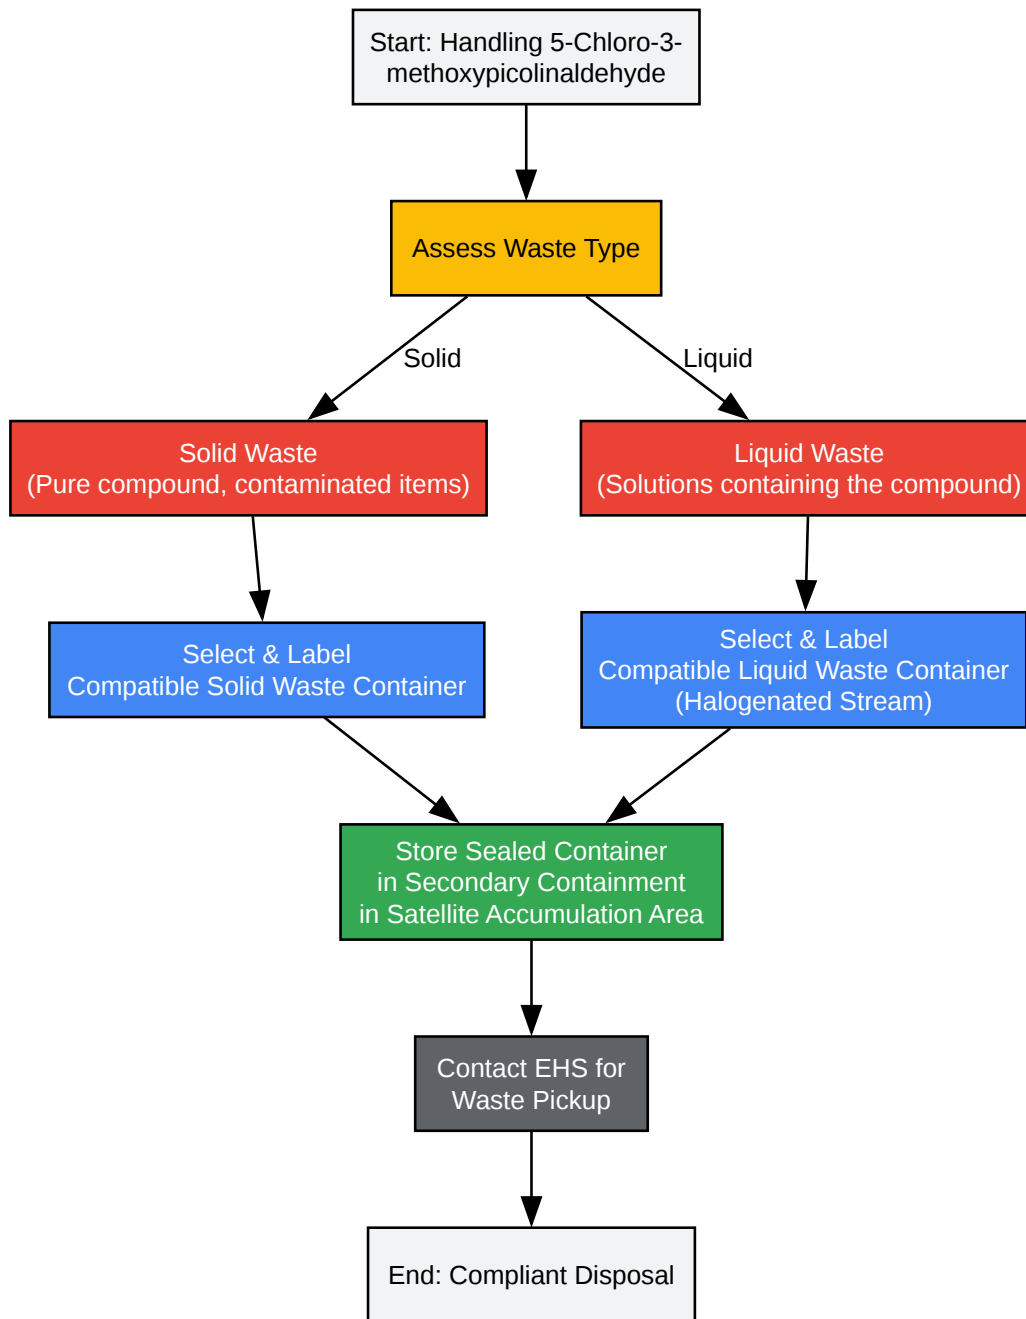 Start: Handling 5-Chloro-3-
methoxypicolinaldehyde
Assess Waste Type
Solid
Liquid
Solid Waste
(Pure compound, contaminated items)
Liquid Waste
(Solutions containing the compound)
Select & Label
Compatible Solid Waste Container
Select & Label
Compatible Liquid Waste Container
(Halogenated Stream)
Store Sealed Container
in Secondary Containment
in Satellite Accumulation Area
Contact EHS for
Waste Pickup
End: Compliant Disposal